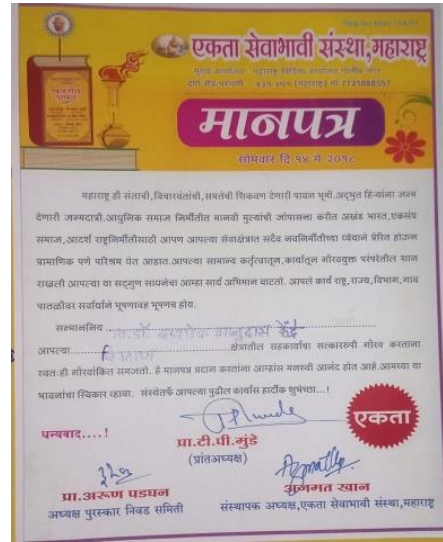 एकता सेवाभावी संस्था,महाराष्ट्र
मानपत्र
सोमवार दि १४ मे २०१८
महाराष्ट्र ही संतांची,विचारवंतांची,समतेची शिकवण देणारी पावन भूमी.अद्भुत हिऱ्यांना जन्म
देणारी जन्मदात्री.आधुनिक समाज निर्मीतीत मानवी मुल्यांची जोपासना करीत अखंड भारत,एकसंघ
समाज,आदर्श राष्ट्रनिर्मीतीसाठी आपण आपल्या सेवाक्षेत्रात सदैव नवनिर्मीतीच्या ध्येयाने प्रेरित होऊन
प्रामाणिक पणे परिश्रम घेत आहात.आपल्या सामान्य कर्तृत्वातून,कार्यातून गौरवयुक्त परंपरेतील शान
राखली आपल्या या सद्गुण साधनेचा आम्हा सार्थ अभिमान वाटतो. आपले कार्य राष्ट्र,राज्य,विभाग,गाव
पातळीवर सर्वार्थाने भूषणावह भूषणच होय.
सन्माननिय
आपल्या क्षेत्रातील सहकार्याचा सत्काररुपी गौरव करताना
स्वतःही गौरवांकित समजतो. हे मानपत्र प्रदान करतांना आम्हांस मनस्वी आनंद होत आहे.आमच्या या
भावनांचा स्विकार व्हावा. संस्थेतर्फे आपल्या पुढील कार्यास हार्दीक शुभेच्छा...!
एकता
धन्यवाद....!
प्रा.टी.पी.मुंडे
(प्रांतअध्यक्ष)
प्रा.अरूण पडघन
अध्यक्ष पुरस्कार निवड समिती
अजमत खान
संस्थापक अध्यक्ष,एकता सेवाभावी संस्था,महाराष्ट्र